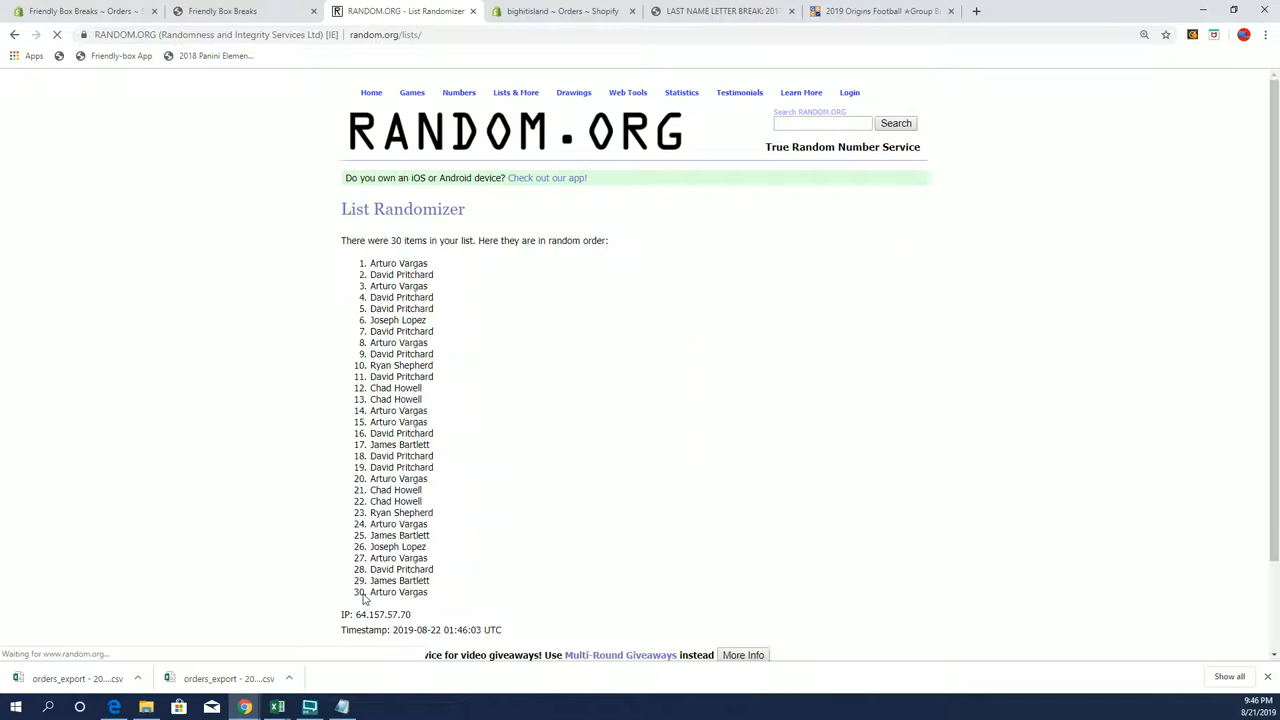 Friendly Box Breaks ~ Orders ~ S
Friendly Box Breaks
RANDOM.ORG - List Randomizer
bightisland ~ Orders ~ Shopify
LAST NAME LETTER BREAK: 2017
2019 Origins Football ★Group B
RANDOM.ORG (Randomness and Integrity Services Ltd) [IE] | random.org/lists/
Apps
Friendly-box App
2018 Panini Elemen...
Home Games Numbers Lists & More Drawings Web Tools Statistics Testimonials Learn More Login
RANDOM.ORG
Search RANDOM.ORG
Search
True Random Number Service
Do you own an iOS or Android device? Check out our app!
List Randomizer
There were 30 items in your list. Here they are in random order:
1. Arturo Vargas
2. David Pritchard
3. Arturo Vargas
4. David Pritchard
5. David Pritchard
6. Joseph Lopez
7. David Pritchard
8. Arturo Vargas
9. David Pritchard
10. Ryan Shepherd
11. David Pritchard
12. Chad Howell
13. Chad Howell
14. Arturo Vargas
15. Arturo Vargas
16. David Pritchard
17. James Bartlett
18. David Pritchard
19. David Pritchard
20. Arturo Vargas
21. Chad Howell
22. Chad Howell
23. Ryan Shepherd
24. Arturo Vargas
25. James Bartlett
26. Joseph Lopez
27. Arturo Vargas
28. David Pritchard
29. James Bartlett
30. Arturo Vargas
IP: 64.157.57.70
Timestamp: 2019-08-22 01:46:03 UTC
Waiting for www.random.org...
vice for video giveaways! Use Multi-Round Giveaways instead More Info
orders_export - 20....csv
orders_export - 20....csv
Show all
9:46 PM
8/21/2019